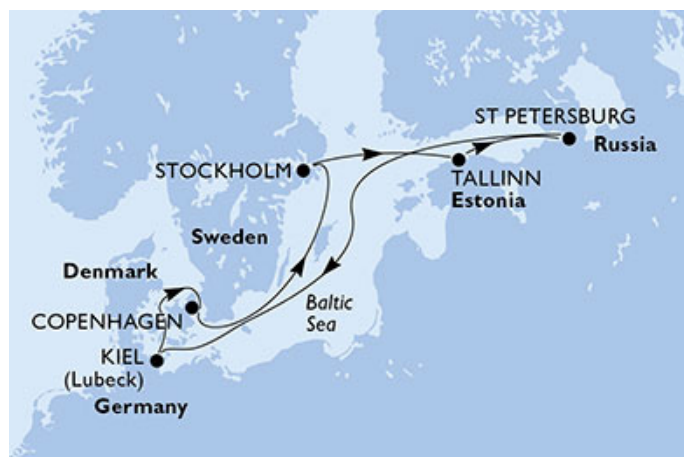 ST PETERSBURG
Russia
STOCKHOLM
TALLINN
Estonia
Sweden
Denmark
Baltic
Sea
COPENHAGEN
KIEL
(Lubeck)
Germany